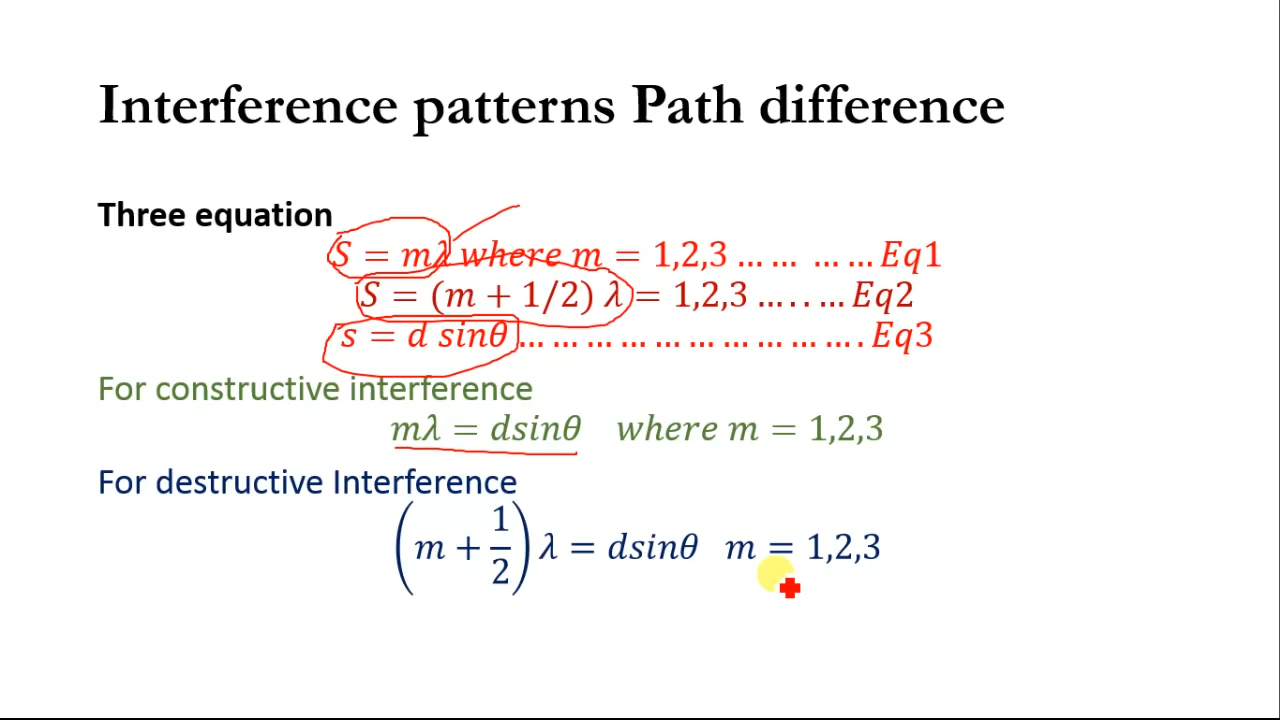 Interference patterns Path difference
Three equation
S = mλ where m = 1,2,3 … … … … Eq1
S = (m + 1/2) λ = 1,2,3 … . . … Eq2
s = d sinθ … … … … … … … … … … . Eq3
For constructive interference
mλ = dsinθ where m = 1,2,3
For destructive Interference
(m + 1/2) λ = dsinθ m = 1,2,3